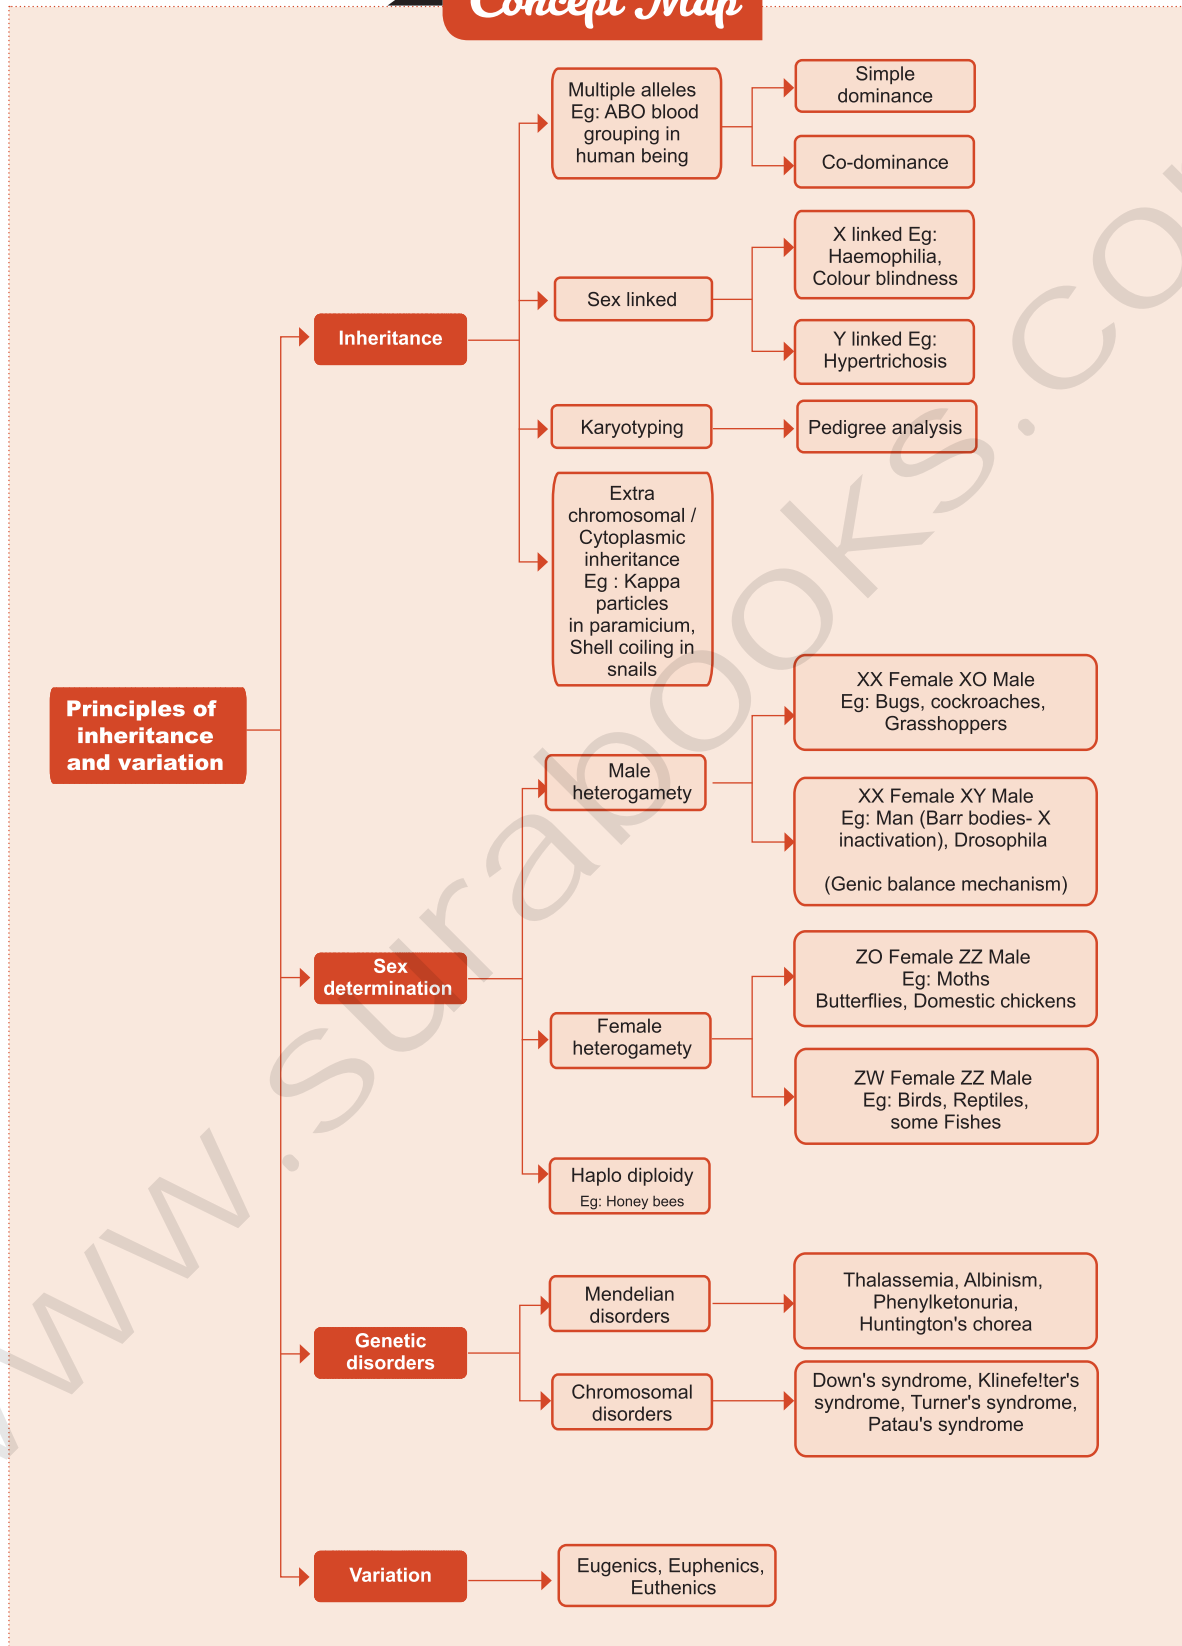 Concept Map
Multiple alleles
Eg: ABO blood
grouping in
human being
Simple
dominance
Co-dominance
X linked Eg:
Haemophilia,
Colour blindness
Sex linked
Y linked Eg:
Hypertrichosis
Inheritance
Karyotyping
Pedigree analysis
Extra
chromosomal /
Cytoplasmic
inheritance
Eg : Kappa
particles
in paramicium,
Shell coiling in
snails
Principles of
inheritance
and variation
XX Female XO Male
Eg: Bugs, cockroaches,
Grasshoppers
Male
heterogamety
XX Female XY Male
Eg: Man (Barr bodies- X
inactivation), Drosophila
(Genic balance mechanism)
Sex
determination
ZO Female ZZ Male
Eg: Moths
Butterflies, Domestic chickens
Female
heterogamety
ZW Female ZZ Male
Eg: Birds, Reptiles,
some Fishes
Haplo diploidy
Eg: Honey bees
Genetic
disorders
Mendelian
disorders
Thalassemia, Albinism,
Phenylketonuria,
Huntington's chorea
Chromosomal
disorders
Down's syndrome, Klinefe!ter's
syndrome, Turner's syndrome,
Patau's syndrome
Variation
Eugenics, Euphenics,
Euthenics
www.surabooks.co